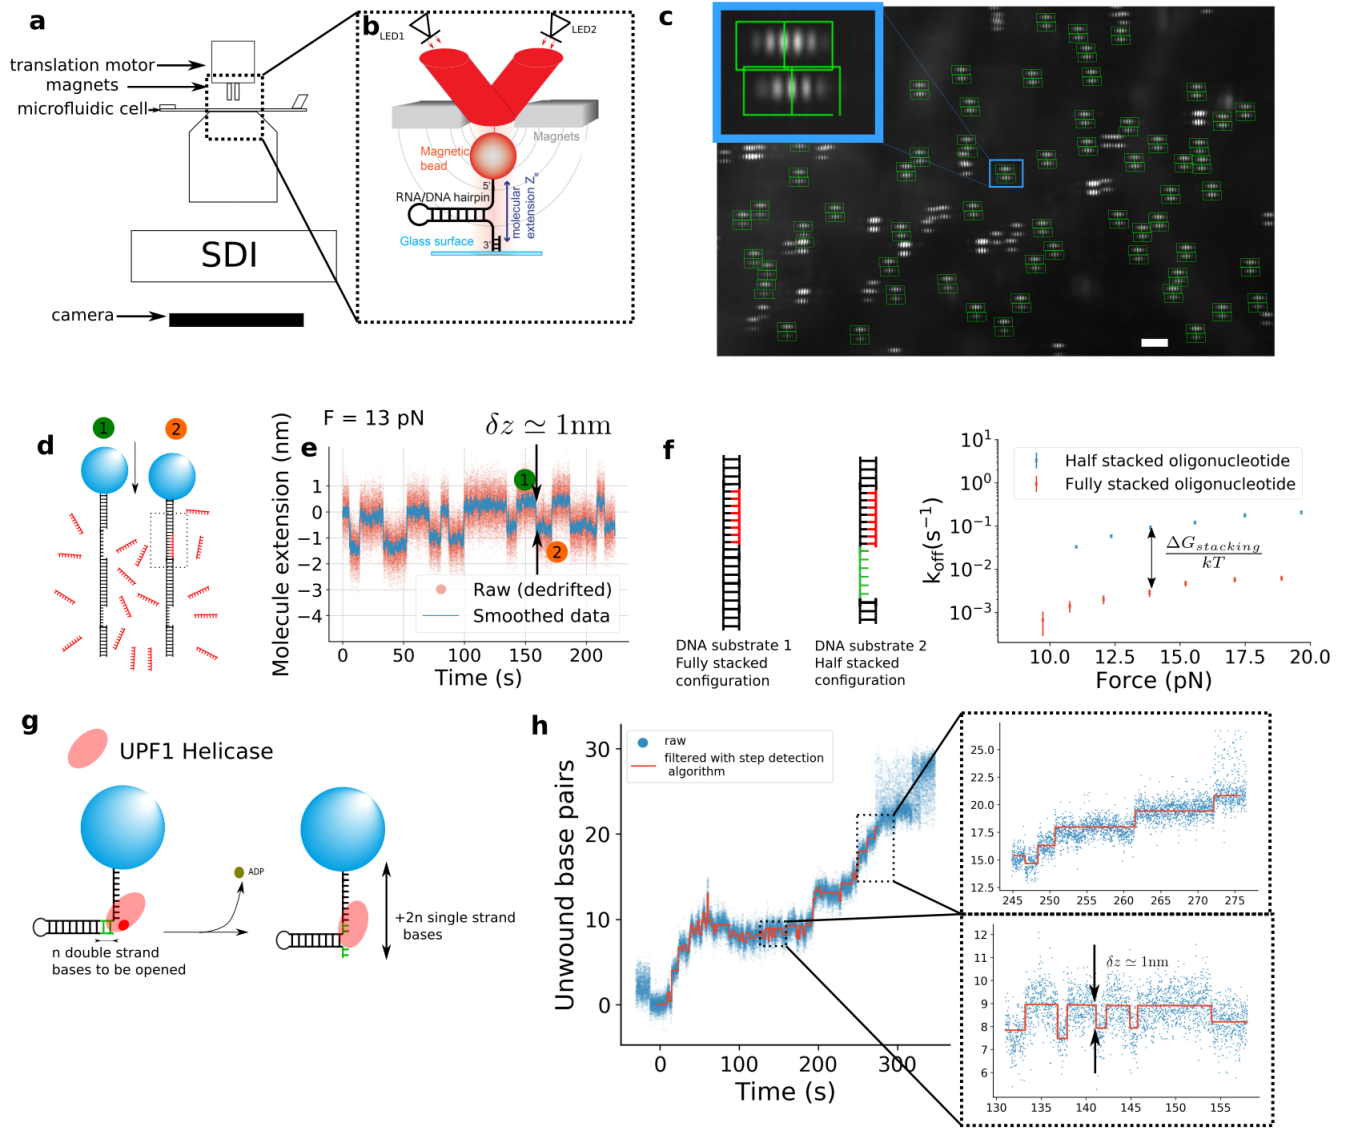 a
translation motor
magnets
microfluidic cell
SDI
camera
b
LED1
LED2
Magnets
Magnetic
bead
5'
RNA/DNA hairpin
molecular
extension Ze
Glass surface
3'
c
d
1
2
e
F = 13 pN
δz ≃ 1nm
Molecule extension (nm)
1
0
−1
−2
−3
−4
1
2
Raw (dedrifted)
Smoothed data
0
50
100
150
200
Time (s)
f
DNA substrate 1
Fully stacked
configuration
DNA substrate 2
Half stacked
configuration
koff(s−1)
10^1
10^0
10^−1
10^−2
10^−3
Half stacked oligonucleotide
Fully stacked oligonucleotide
ΔGstacking
kT
10.0
12.5
15.0
17.5
20.0
Force (pN)
g
UPF1 Helicase
ADP
n double strand
bases to be opened
+2n single strand
bases
h
Unwound base pairs
30
20
10
0
raw
filtered with step detection
algorithm
0
100
200
300
Time (s)
25.0
22.5
20.0
17.5
15.0
12.5
245
250
255
260
265
270
275
12
11
10
9
8
7
6
δz ≃ 1nm
130
135
140
145
150
155